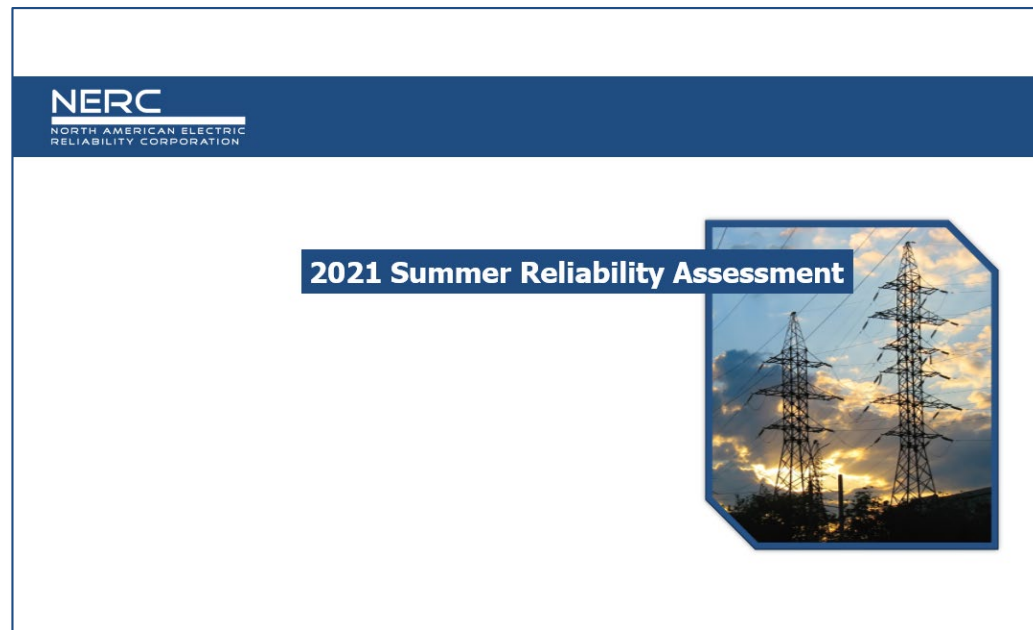 NERC
NORTH AMERICAN ELECTRIC
RELIABILITY CORPORATION
2021 Summer Reliability Assessment